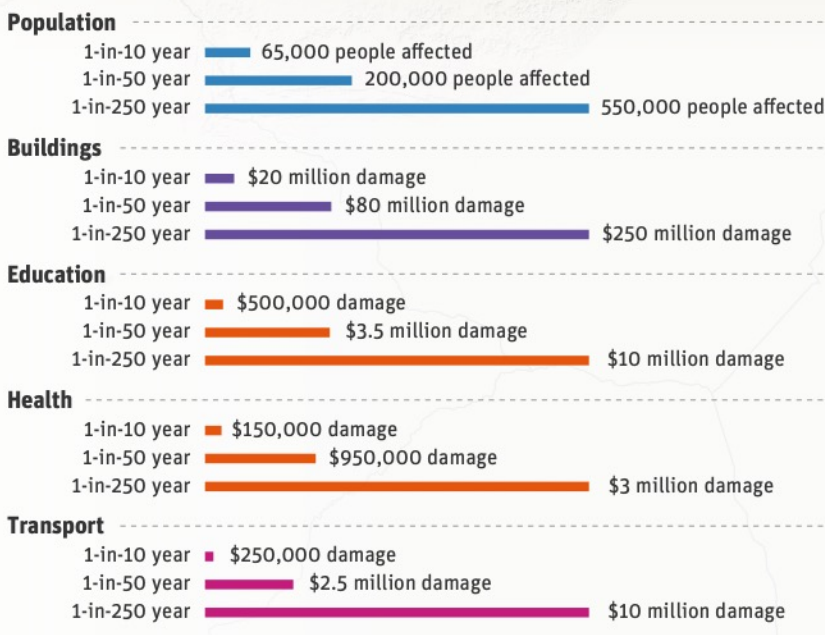 Population
1-in-10 year 65,000 people affected
1-in-50 year 200,000 people affected
1-in-250 year 550,000 people affected
Buildings
1-in-10 year $20 million damage
1-in-50 year $80 million damage
1-in-250 year $250 million damage
Education
1-in-10 year $500,000 damage
1-in-50 year $3.5 million damage
1-in-250 year $10 million damage
Health
1-in-10 year $150,000 damage
1-in-50 year $950,000 damage
1-in-250 year $3 million damage
Transport
1-in-10 year $250,000 damage
1-in-50 year $2.5 million damage
1-in-250 year $10 million damage